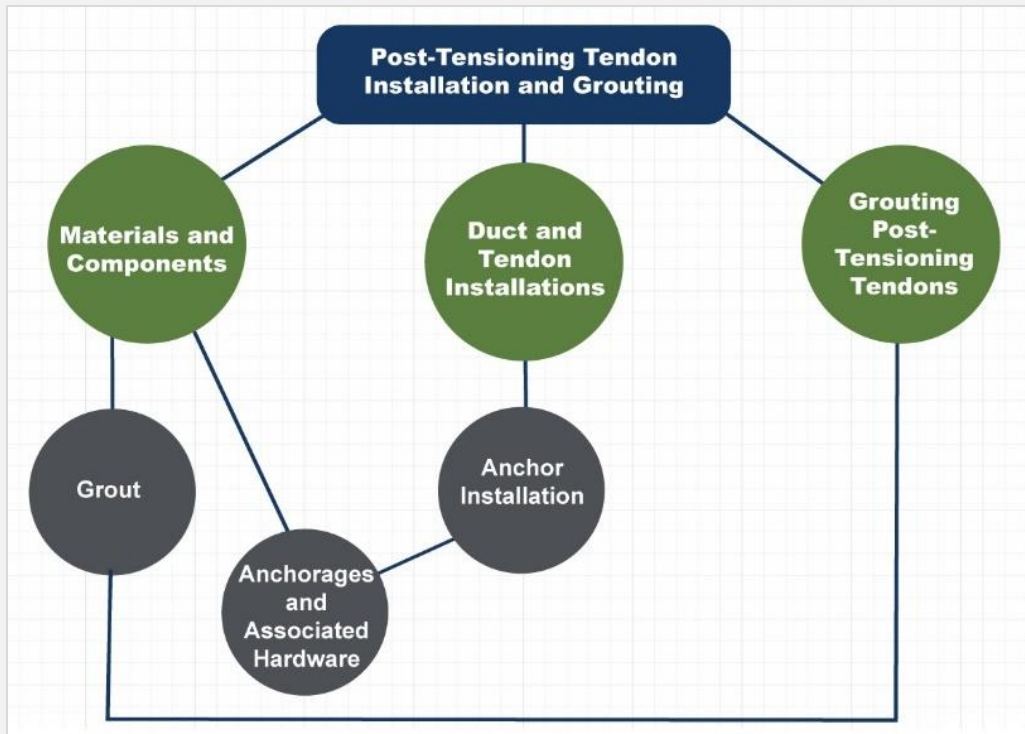 Post-Tensioning Tendon
Installation and Grouting
Materials and
Components
Duct and
Tendon
Installations
Grouting
Post-
Tensioning
Tendons
Grout
Anchor
Installation
Anchorages
and
Associated
Hardware